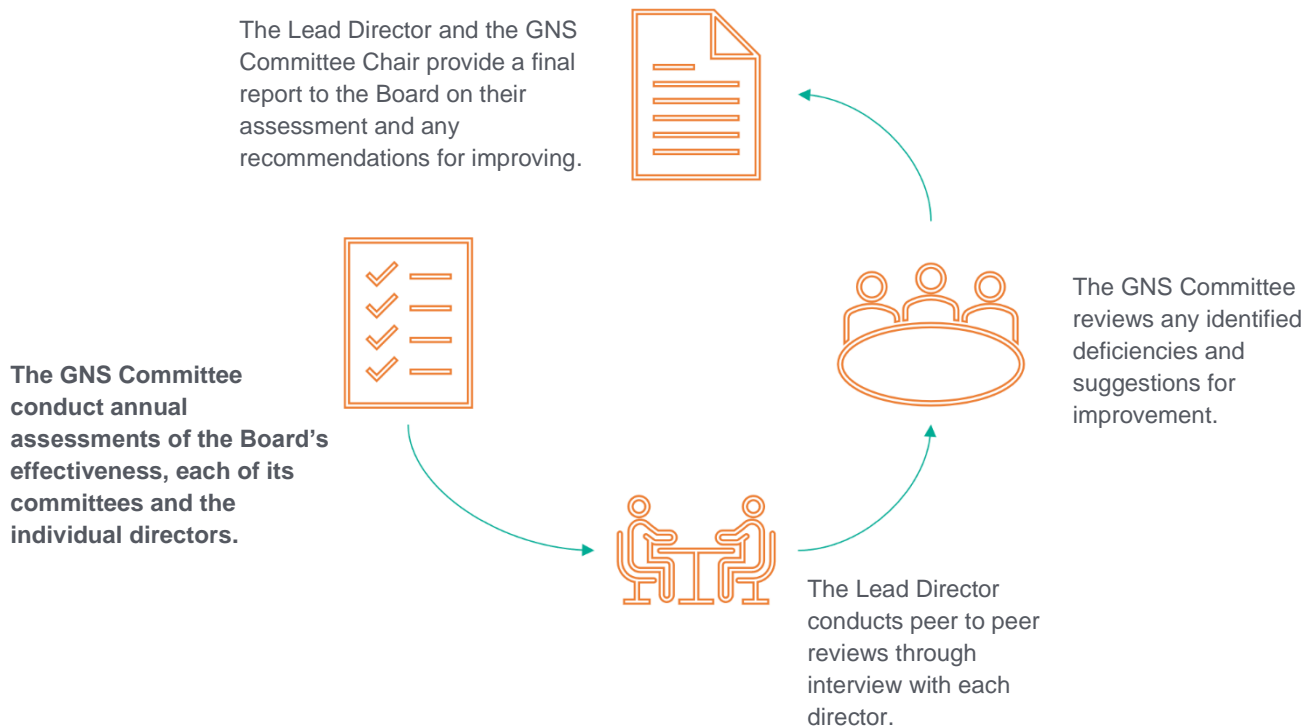 The Lead Director and the GNS
Committee Chair provide a final
report to the Board on their
assessment and any
recommendations for improving.
The GNS Committee
conduct annual
assessments of the Board’s
effectiveness, each of its
committees and the
individual directors.
The Lead Director
conducts peer to peer
reviews through
interview with each
director.
The GNS Committee
reviews any identified
deficiencies and
suggestions for
improvement.